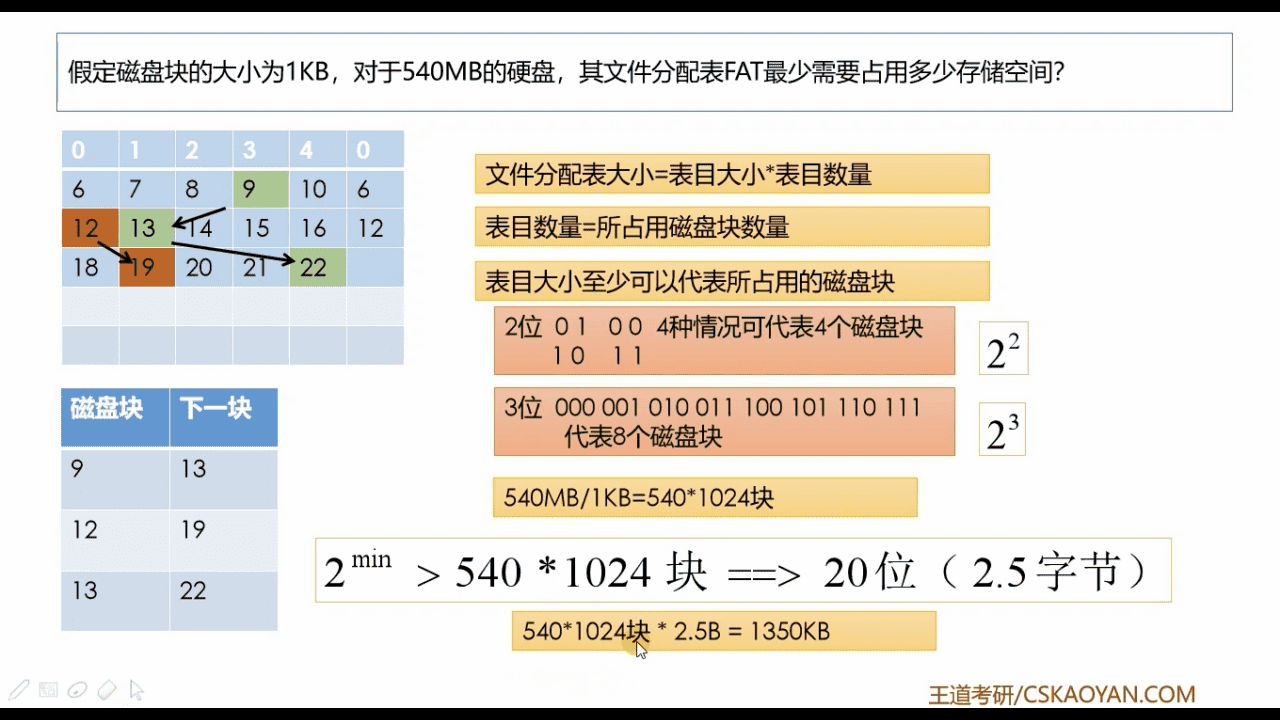 假定磁盘块的大小为1KB，对于540MB的硬盘，其文件分配表FAT最少需要占用多少存储空间？
0 1 2 3 4 0
6 7 8 9 10 6
12 13 14 15 16 12
18 19 20 21 22
磁盘块 下一块
9 13
12 19
13 22
文件分配表大小=表目大小*表目数量
表目数量=所占用磁盘块数量
表目大小至少可以代表所占用的磁盘块
2位 0 1 0 0 4种情况可代表4个磁盘块
1 0 1 1
2²
3位 000 001 010 011 100 101 110 111
代表8个磁盘块
2³
540MB/1KB=540*1024块
2^min > 540 *1024 块 ==> 20位（ 2.5字节）
540*1024块 * 2.5B = 1350KB
王道考研/CSKAOYAN.COM